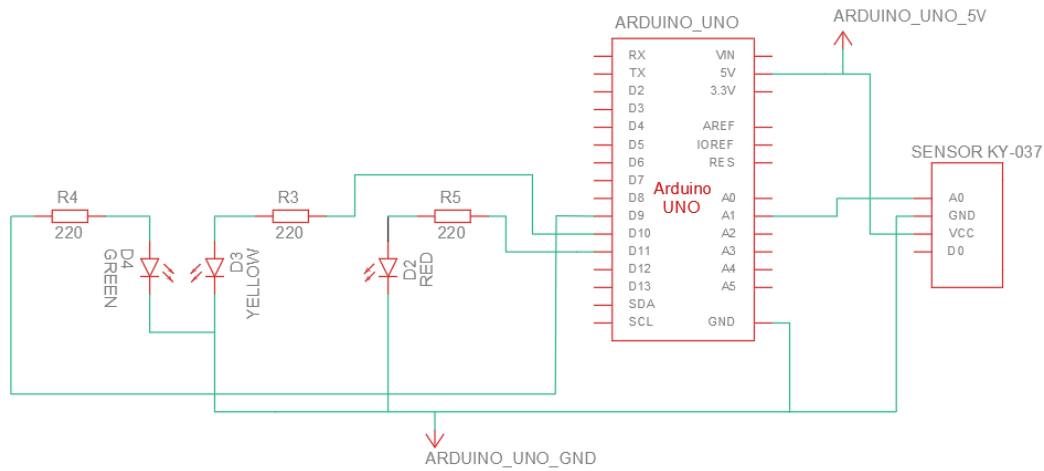 ARDUINO_UNO_5V
ARDUINO_UNO
RX
VIN
TX
5V
D2
3.3V
D3
D4
AREF
D5
IOREF
D6
RES
D7
Arduino
UNO
D8
A0
D9
A1
D10
A2
D11
A3
D12
A4
D13
A5
SDA
SCL
GND
SENSOR KY-037
A0
GND
VCC
D0
R4
220
R3
220
R5
220
D4
GREEN
D3
YELLOW
D2
RED
ARDUINO_UNO_GND